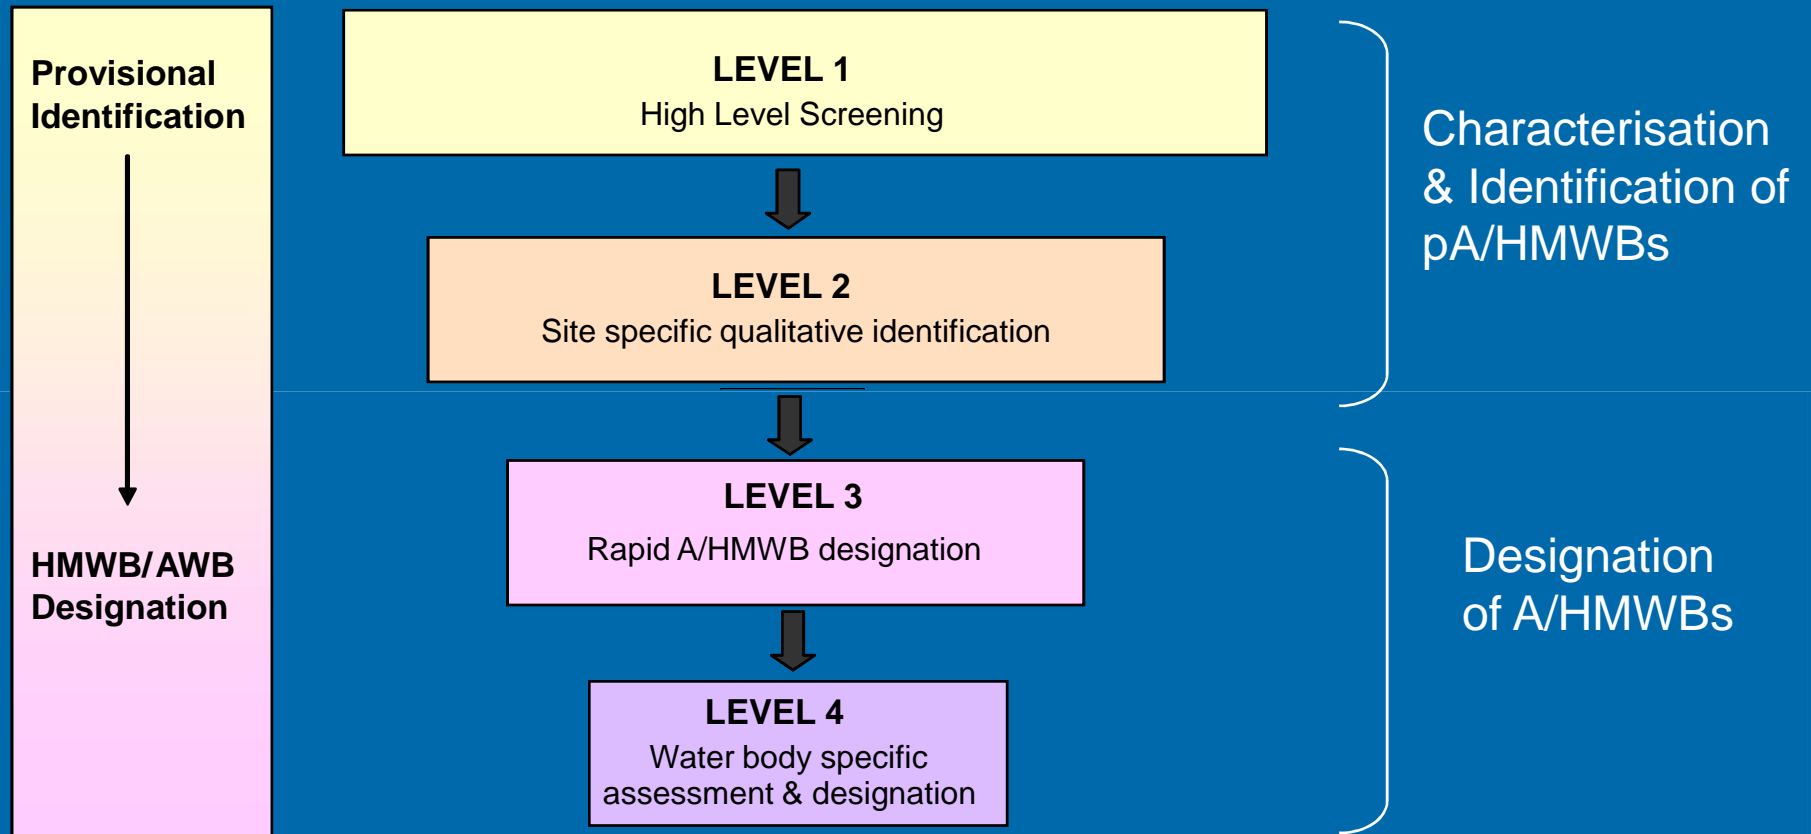 Provisional
Identification
HMWB/AWB
Designation
LEVEL 1
High Level Screening
LEVEL 2
Site specific qualitative identification
LEVEL 3
Rapid A/HMWB designation
LEVEL 4
Water body specific
assessment & designation
Characterisation
& Identification of
pA/HMWBs
Designation
of A/HMWBs